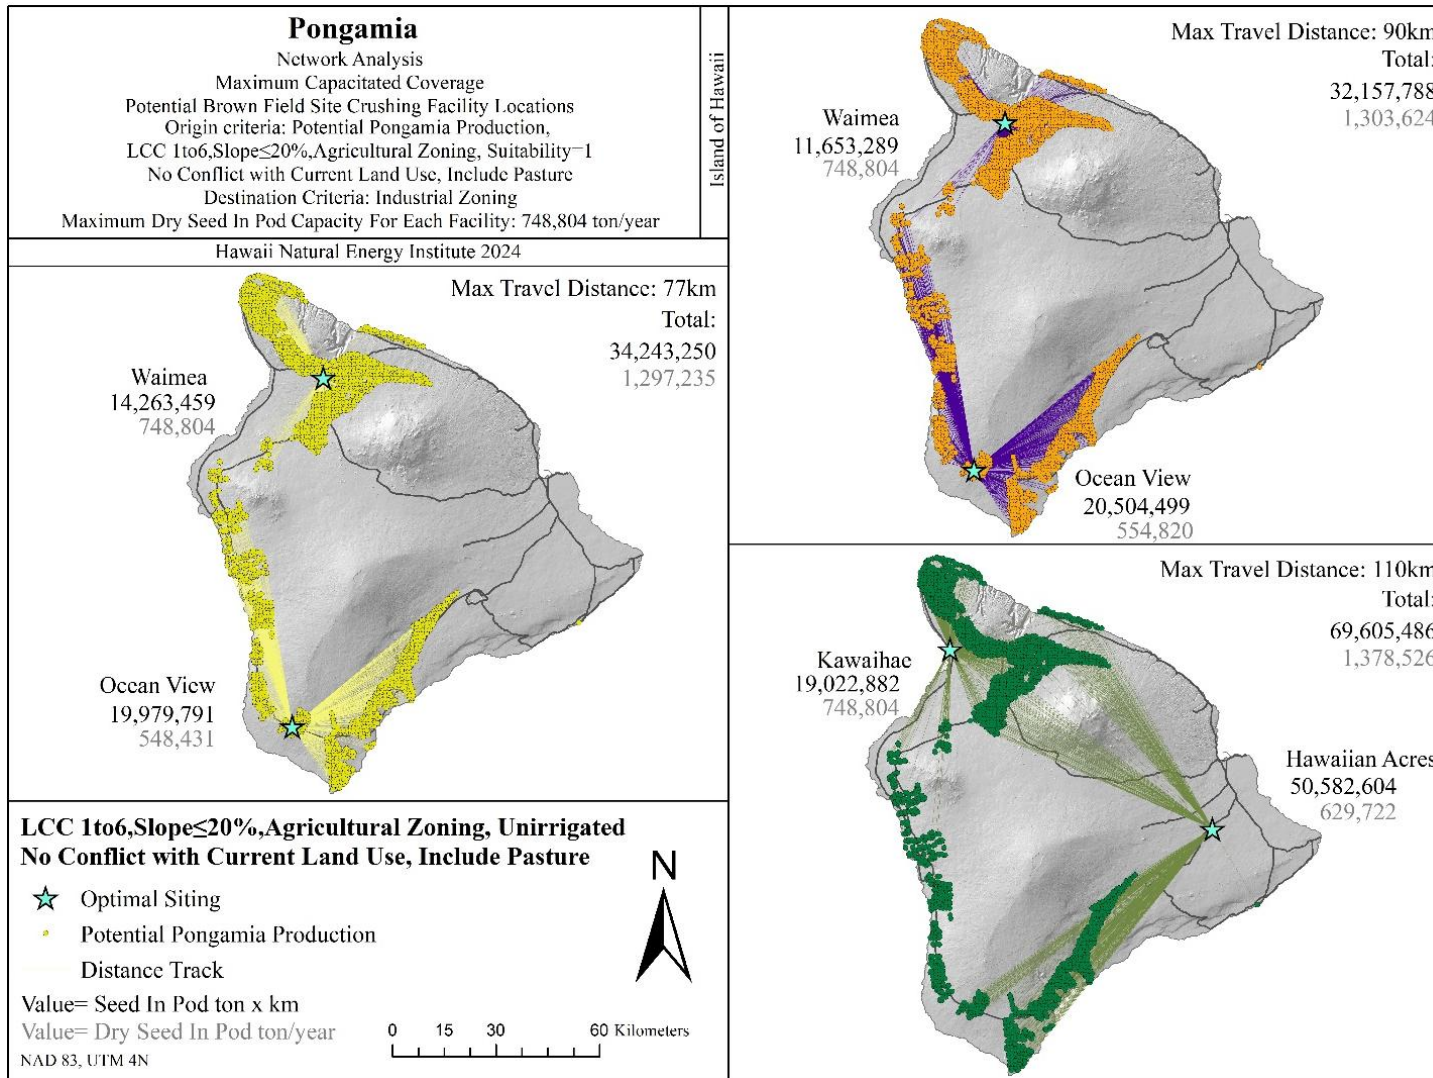 Pongamia
Network Analysis
Maximum Capacitated Coverage
Potential Brown Field Site Crushing Facility Locations
Origin criteria: Potential Pongamia Production,
LCC 1to6,Slope≤20%,Agricultural Zoning, Suitability=1
No Conflict with Current Land Use, Include Pasture
Destination Criteria: Industrial Zoning
Maximum Dry Seed In Pod Capacity For Each Facility: 748,804 ton/year
Island of Hawaii
Hawaii Natural Energy Institute 2024
Max Travel Distance: 77km
Total:
34,243,250
1,297,235
Waimea
14,263,459
748,804
Ocean View
19,979,791
548,431
LCC 1to6,Slope≤20%,Agricultural Zoning, Unirrigated
No Conflict with Current Land Use, Include Pasture
Optimal Siting
Potential Pongamia Production
Distance Track
Value= Seed In Pod ton x km
Value= Dry Seed In Pod ton/year
NAD 83, UTM 4N
N
0 15 30 60 Kilometers
Max Travel Distance: 90km
Total:
32,157,788
1,303,624
Waimea
11,653,289
748,804
Ocean View
20,504,499
554,820
Max Travel Distance: 110km
Total:
69,605,486
1,378,526
Kawaihae
19,022,882
748,804
Hawaiian Acres
50,582,604
629,722